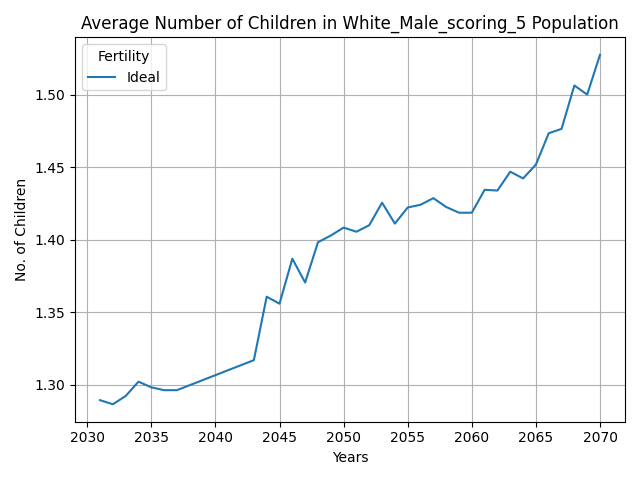 Average Number of Children in White_Male_scoring_5 Population
Fertility
Ideal
No. of Children
1.50
1.45
1.40
1.35
1.30
2030 2035 2040 2045 2050 2055 2060 2065 2070
Years